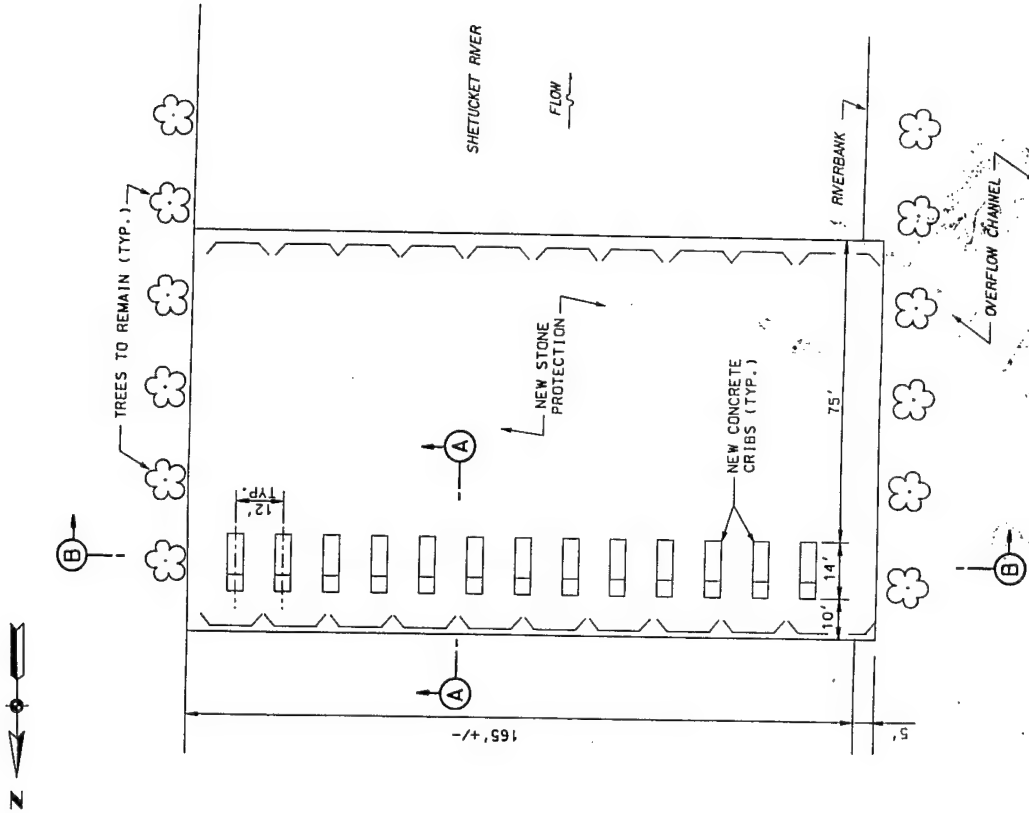 N
TREES TO REMAIN (TYP.)
SHETUCKET RIVER
FLOW
RIVERBANK
OVERFLOW CHANNEL
NEW STONE
PROTECTION
NEW CONCRETE
CRIBS (TYP.)
12'
TYP.
75'
14'
10'
165'+/-
5'
A
A
B
B